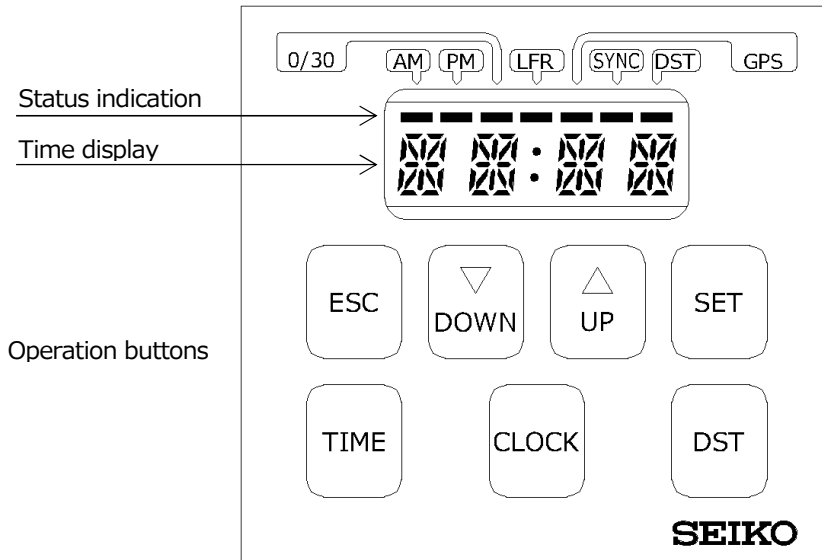 0/30 AM PM LFR SYNC DST GPS
Status indication
Time display
ESC DOWN UP SET
Operation buttons
TIME CLOCK DST
SEIKO